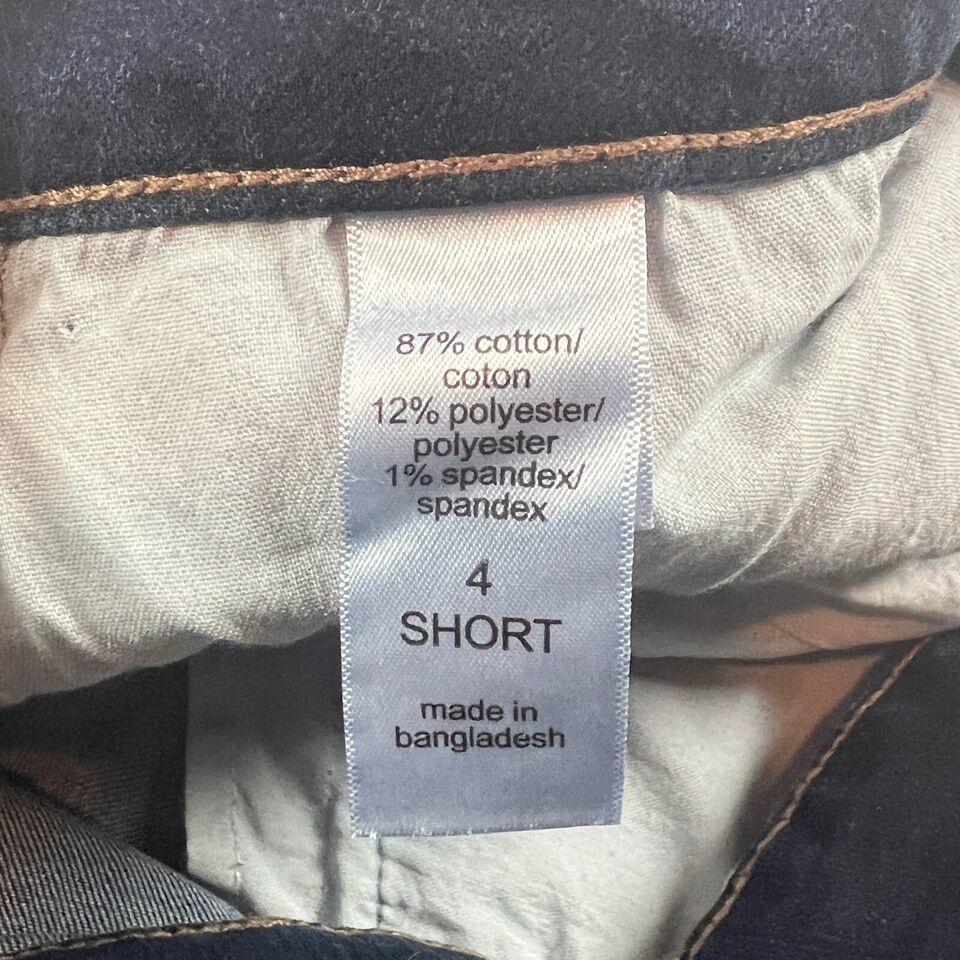 87% cotton/
coton
12% polyester/
polyester
1% spandex/
spandex
4
SHORT
made in
bangladesh